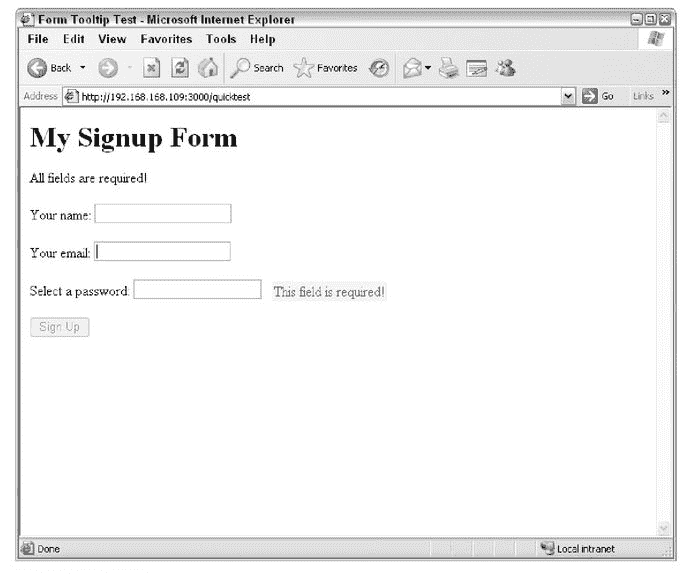 Form Tooltip Test - Microsoft Internet Explorer
File Edit View Favorites Tools Help
Back Search Favorites
Address http://192.168.168.109:3000/quicktest Go Links »
My Signup Form
All fields are required!
Your name:
Your email:
Select a password: This field is required!
Sign Up
Done Local intranet